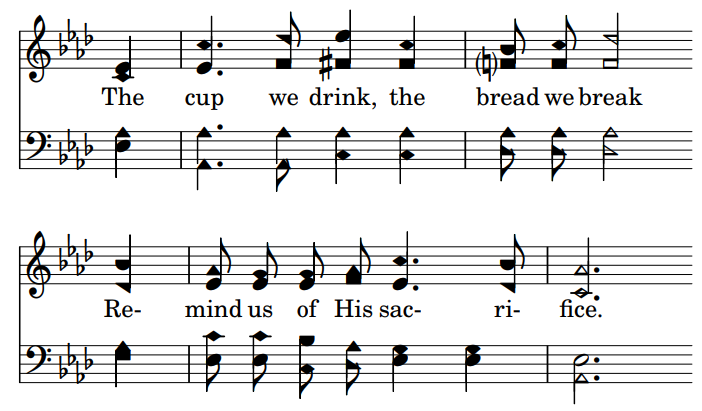 The cup we drink, the bread we break
Re- mind us of His sac- ri- fice.